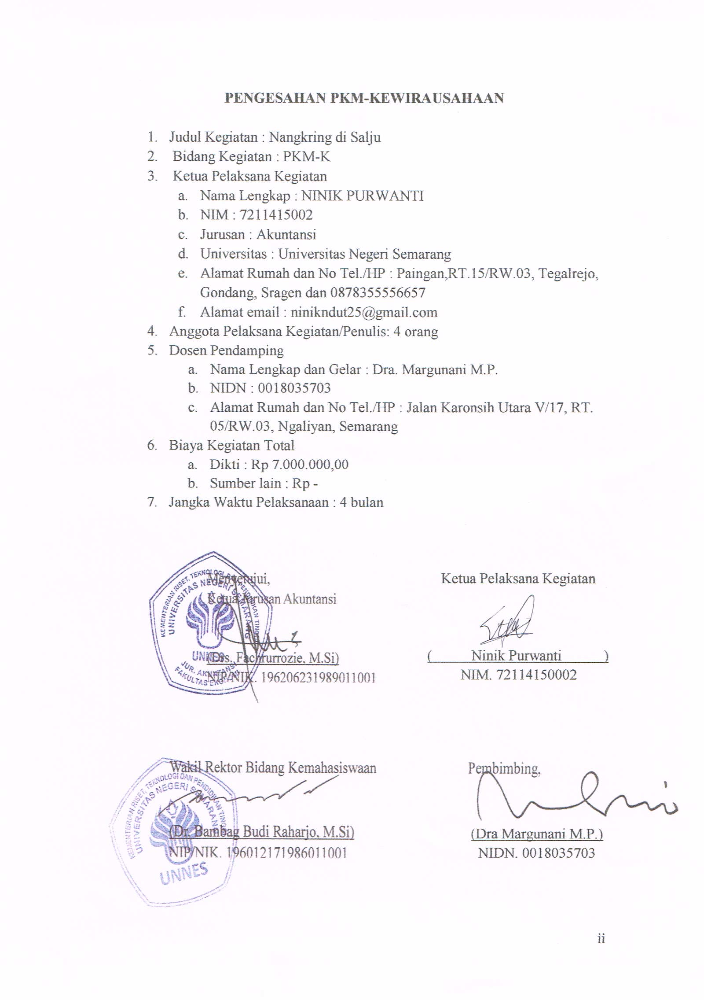 PENGESAHAN PKM-KEWIRAUSAHAAN
1. Judul Kegiatan : Nangkring di Salju
2. Bidang Kegiatan : PKM-K
3. Ketua Pelaksana Kegiatan
a. Nama Lengkap : NINIK PURWANTI
b. NIM : 7211415002
c. Jurusan : Akuntansi
d. Universitas : Universitas Negeri Semarang
e. Alamat Rumah dan No Tel./HP : Paingan,RT.15/RW.03, Tegalrejo,
Gondang, Sragen dan 0878355556657
f. Alamat email : ninikndut25@gmail.com
4. Anggota Pelaksana Kegiatan/Penulis: 4 orang
5. Dosen Pendamping
a. Nama Lengkap dan Gelar : Dra. Margunani M.P.
b. NIDN : 0018035703
c. Alamat Rumah dan No Tel./HP : Jalan Karonsih Utara V/17, RT.
05/RW.03, Ngaliyan, Semarang
6. Biaya Kegiatan Total
a. Dikti : Rp 7.000.000,00
b. Sumber lain : Rp -
7. Jangka Waktu Pelaksanaan : 4 bulan
Menyetujui,
Ketua Jurusan Akuntansi
(Drs. Fachrurrozie, M.Si)
NIP/NIK. 196206231989011001
KEMENTERIAN RISET, TEKNOLOGI DAN PENDIDIKAN TINGGI
UNIVERSITAS NEGERI SEMARANG
UNNES
JUR. AKUNTANSI
FAKULTAS EKONOMI
Ketua Pelaksana Kegiatan
( Ninik Purwanti )
NIM. 72114150002
Wakil Rektor Bidang Kemahasiswaan
(Dr. Bambag Budi Raharjo, M.Si)
NIP/NIK. 196012171986011001
KEMENTERIAN RISET, TEKNOLOGI DAN PENDIDIKAN TINGGI
UNIVERSITAS NEGERI SEMARANG
UNNES
Pembimbing,
(Dra Margunani M.P.)
NIDN. 0018035703
ii